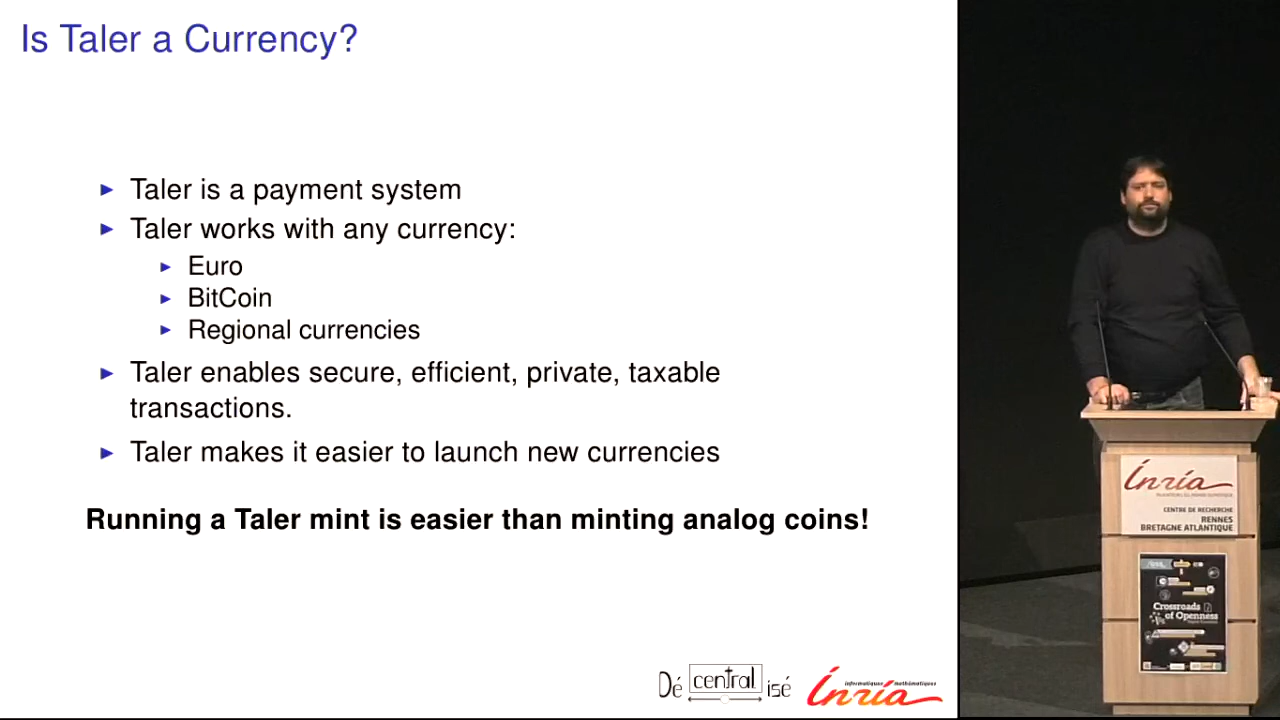 Is Taler a Currency?
Taler is a payment system
Taler works with any currency:
Euro
BitCoin
Regional currencies
Taler enables secure, efficient, private, taxable
transactions.
Taler makes it easier to launch new currencies
Running a Taler mint is easier than minting analog coins!
Dé central isé
informatiques mathématiques
Inria
Inria
CENTRE DE RECHERCHE
RENNES
BRETAGNE ATLANTIQUE
Crossroads
of Openness